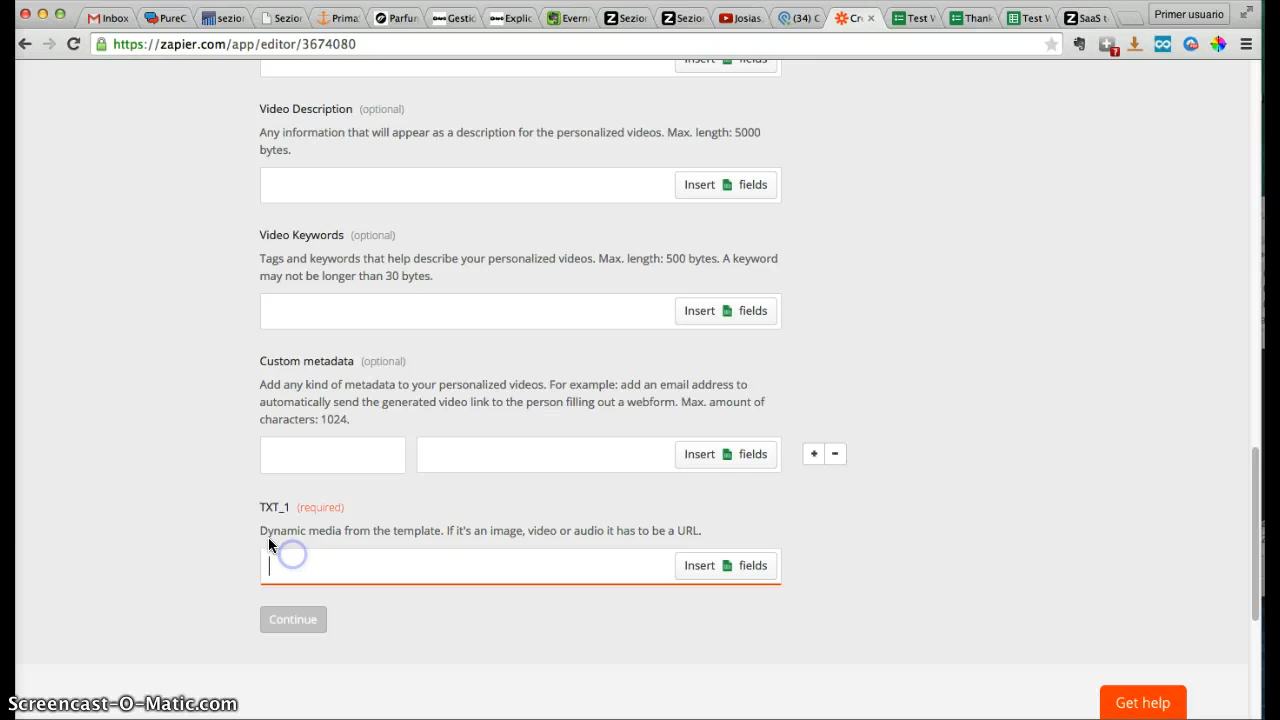 Inbox
PureC
sezior
Sezior
Prima
Parfur
Gestic
Explic
Evern
Sezio
Sezio
Josias
(34) C
Cre
Test V
Thank
Test V
SaaS t
Primer usuario
https://zapier.com/app/editor/3674080
7
Insert fields
Video Description (optional)
Any information that will appear as a description for the personalized videos. Max. length: 5000
bytes.
Insert fields
Video Keywords (optional)
Tags and keywords that help describe your personalized videos. Max. length: 500 bytes. A keyword
may not be longer than 30 bytes.
Insert fields
Custom metadata (optional)
Add any kind of metadata to your personalized videos. For example: add an email address to
automatically send the generated video link to the person filling out a webform. Max. amount of
characters: 1024.
Insert fields
+ -
TXT_1 (required)
Dynamic media from the template. If it's an image, video or audio it has to be a URL.
Insert fields
Continue
Screencast-O-Matic.com
Get help